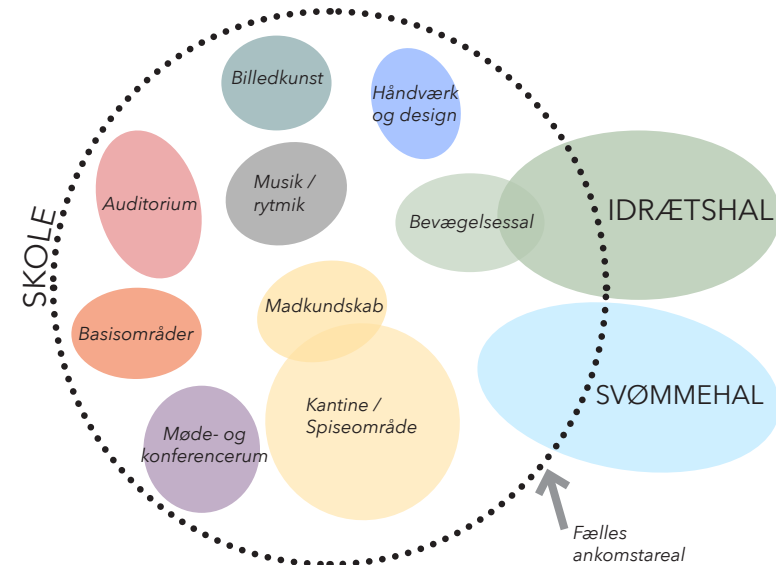 Billedkunst
Håndværk
og design
Musik /
rytmik
Auditorium
Bevægelsessal
IDRÆTSHAL
SKOLE
Madkundskab
Basisområder
SVØMMEHAL
Kantine /
Spiseområde
Møde- og
konferencerum
Fælles
ankomstareal